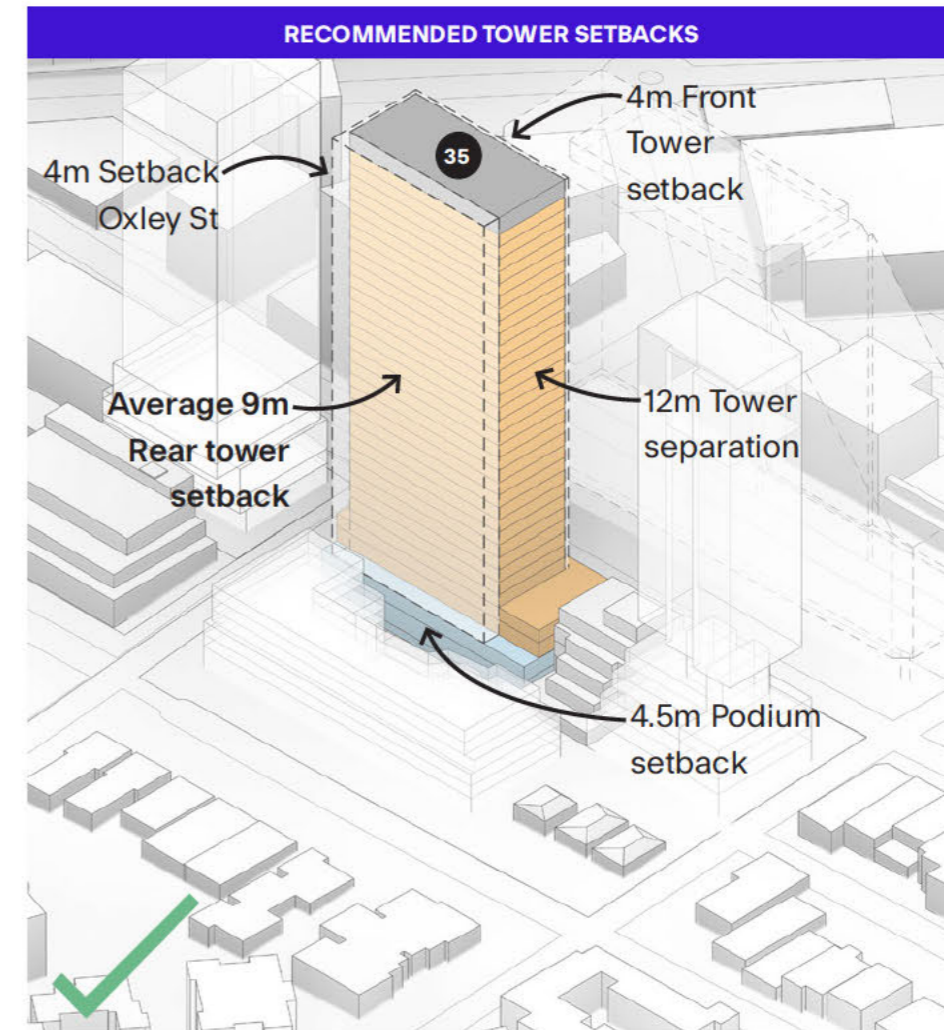 RECOMMENDED TOWER SETBACKS
4m Front
Tower
setback
35
4m Setback
Oxley St
Average 9m
Rear tower
setback
12m Tower
separation
4.5m Podium
setback